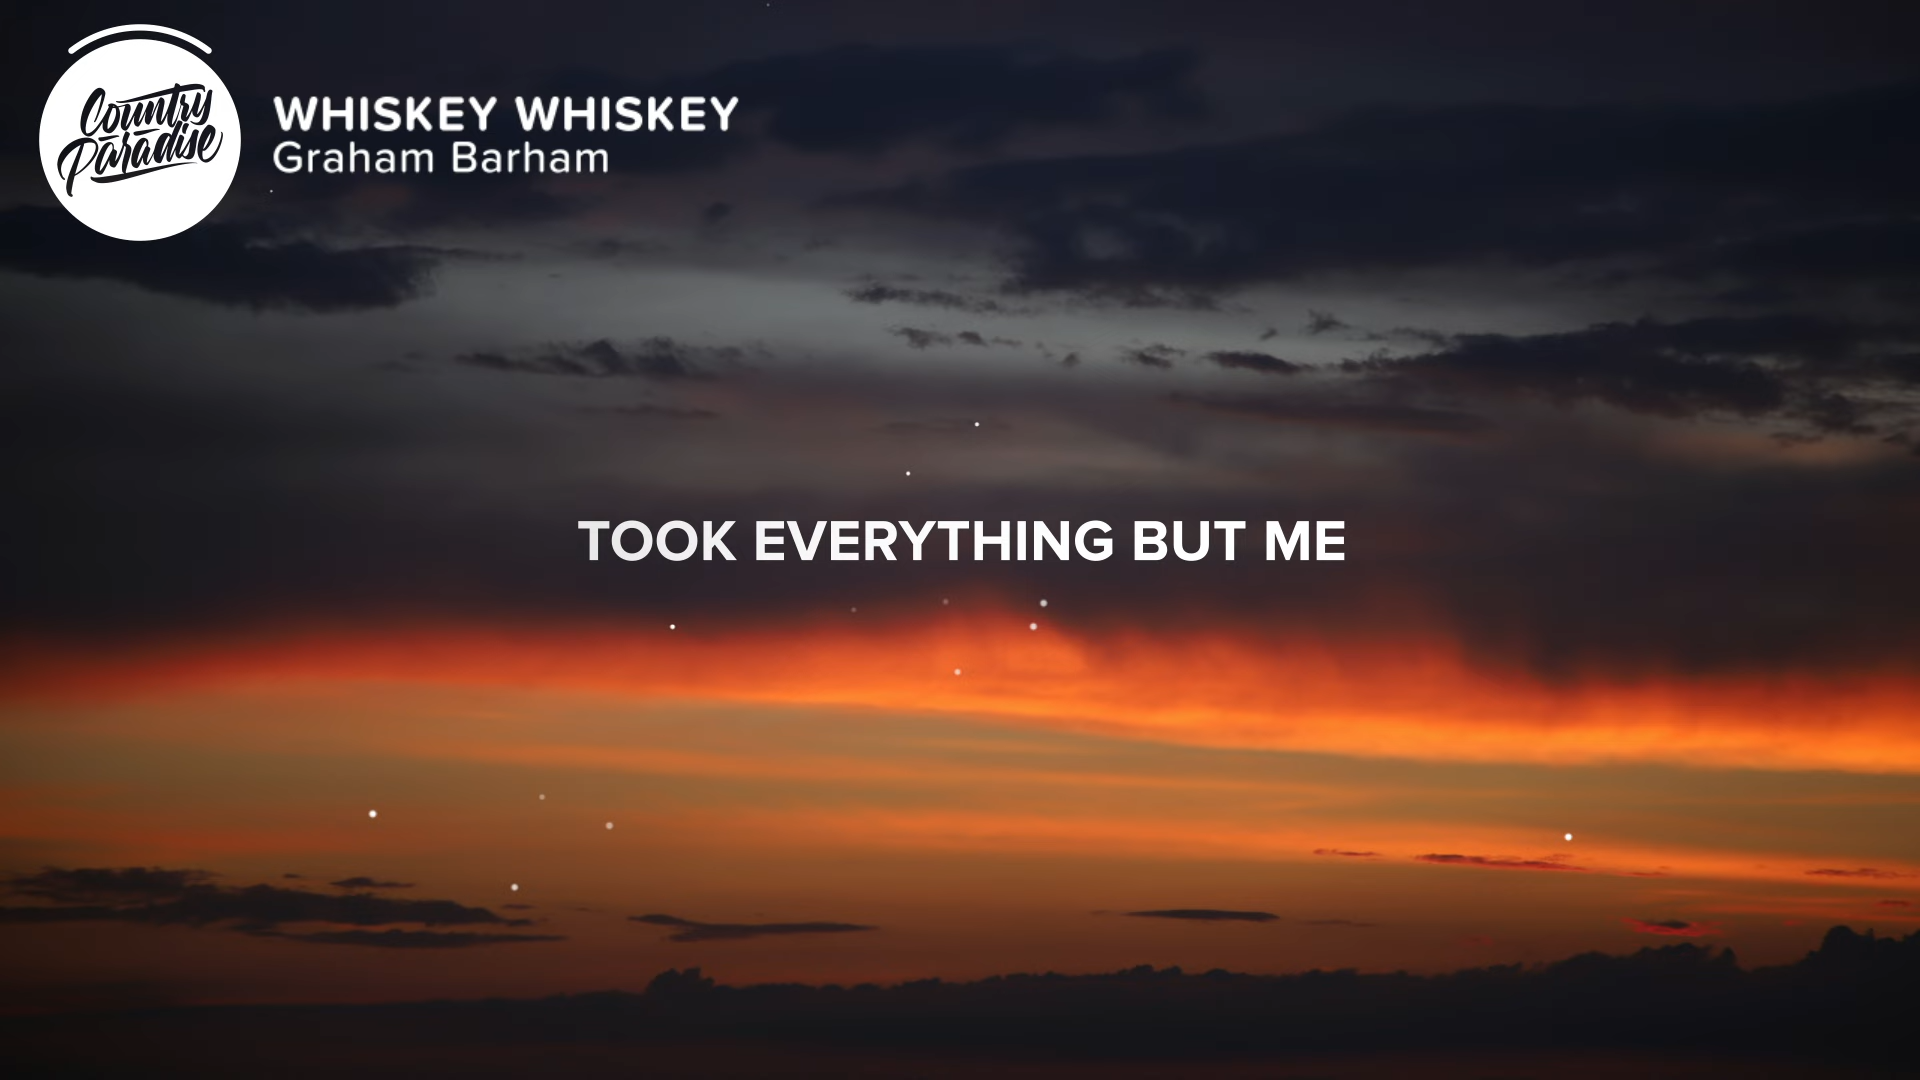 Country
Paradise
WHISKEY WHISKEY
Graham Barham
TOOK EVERYTHING BUT ME